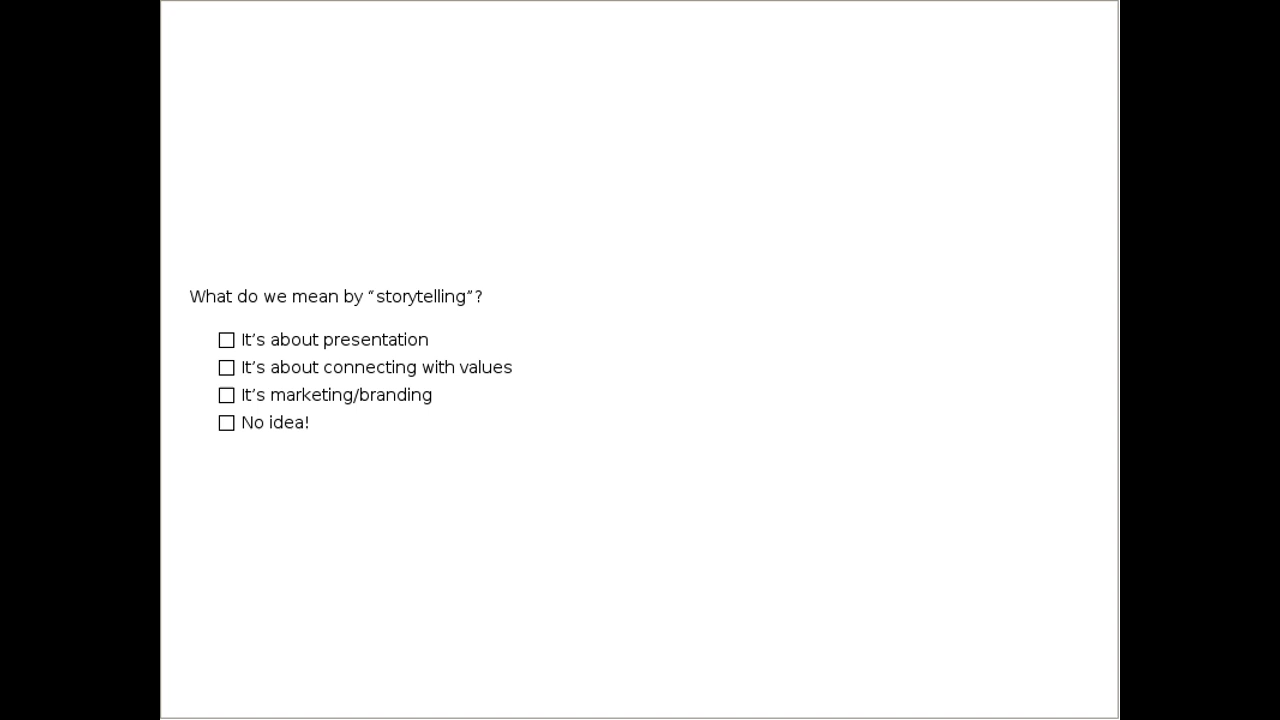 What do we mean by “storytelling”?
It’s about presentation
It’s about connecting with values
It’s marketing/branding
No idea!